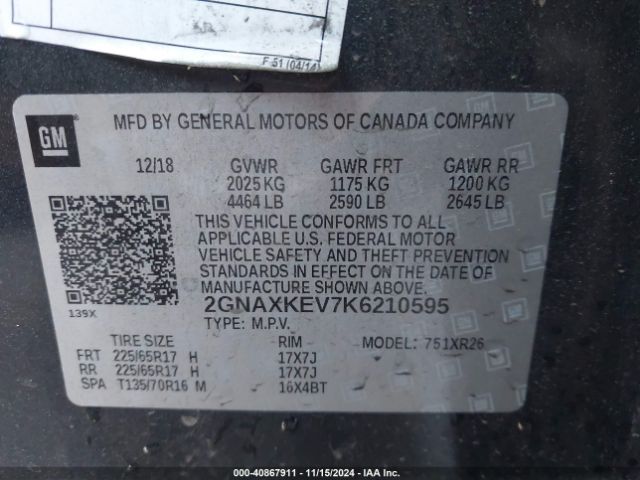 F 51 (04/14)
GM
MFD BY GENERAL MOTORS OF CANADA COMPANY
12/18 GVWR GAWR FRT GAWR RR
2025 KG 1175 KG 1200 KG
4464 LB 2590 LB 2645 LB
THIS VEHICLE CONFORMS TO ALL
APPLICABLE U.S. FEDERAL MOTOR
VEHICLE SAFETY AND THEFT PREVENTION
STANDARDS IN EFFECT ON THE DATE OF
MANUFACTURE SHOWN ABOVE.
139X
2GNAXKEV7K6210595
TYPE: M.P.V.
TIRE SIZE RIM MODEL: 751XR26
FRT 225/65R17 H 17X7J
RR 225/65R17 H 17X7J
SPA T135/70R16 M 16X4BT
000-40867911 - 11/15/2024 - IAA Inc.